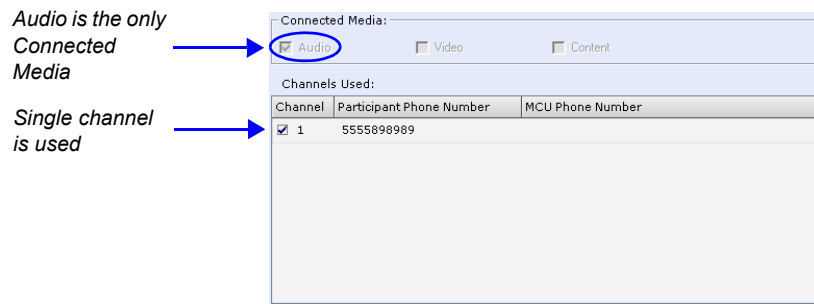 Audio is the only
Connected
Media
Single channel
is used
Connected Media:
Audio Video Content
Channels Used:
Channel Participant Phone Number MCU Phone Number
1 5555898989